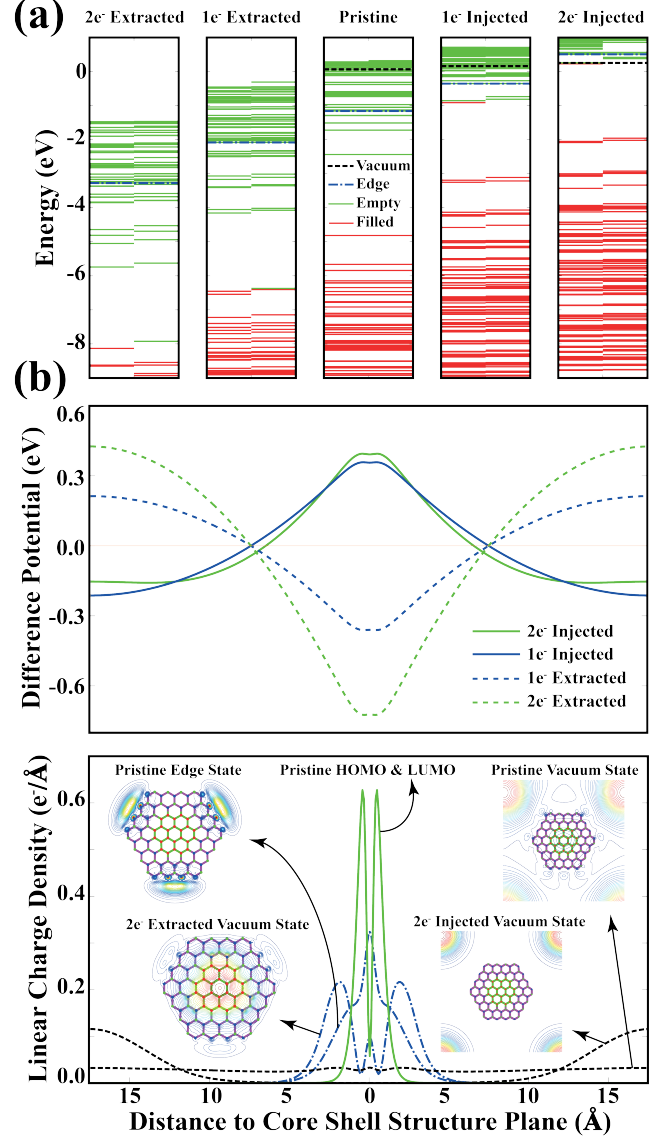 (a)
2e⁻ Extracted 1e⁻ Extracted Pristine 1e⁻ Injected 2e⁻ Injected
0
-2
-4
-6
-8
Energy (eV)
Vacuum
Edge
Empty
Filled
(b)
0.6
0.3
0.0
-0.3
-0.6
Difference Potential (eV)
2e⁻ Injected
1e⁻ Injected
1e⁻ Extracted
2e⁻ Extracted
0.6
0.4
0.2
0.0
Linear Charge Density (e⁻/Å)
Pristine Edge State
Pristine HOMO & LUMO
Pristine Vacuum State
2e⁻ Extracted Vacuum State
2e⁻ Injected Vacuum State
15 10 5 0 5 10 15
Distance to Core Shell Structure Plane (Å)